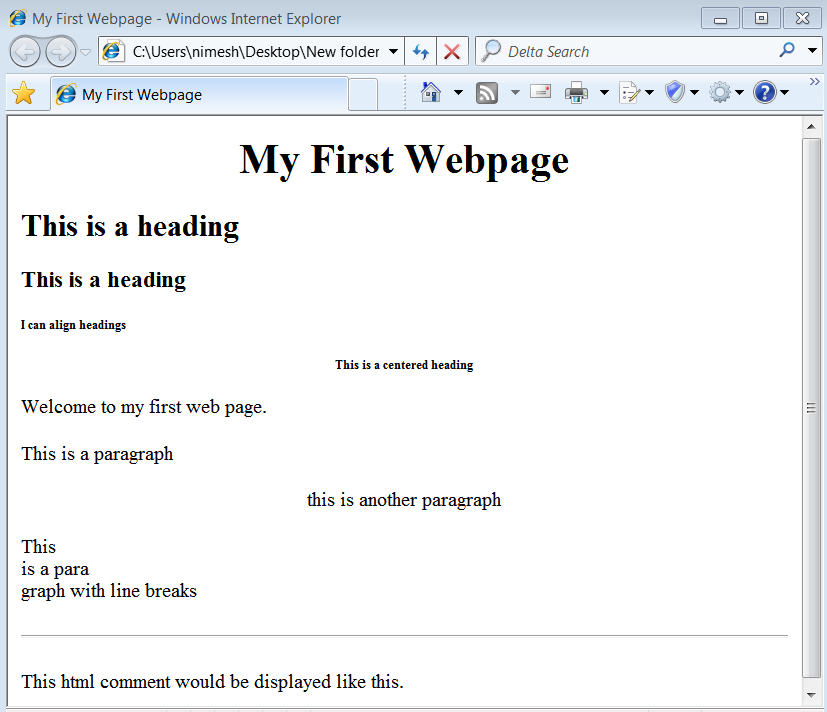 My First Webpage - Windows Internet Explorer
C:\Users\nimesh\Desktop\New folder
Delta Search
My First Webpage
My First Webpage
This is a heading
This is a heading
I can align headings
This is a centered heading
Welcome to my first web page.
This is a paragraph
this is another paragraph
This
is a para
graph with line breaks
This html comment would be displayed like this.